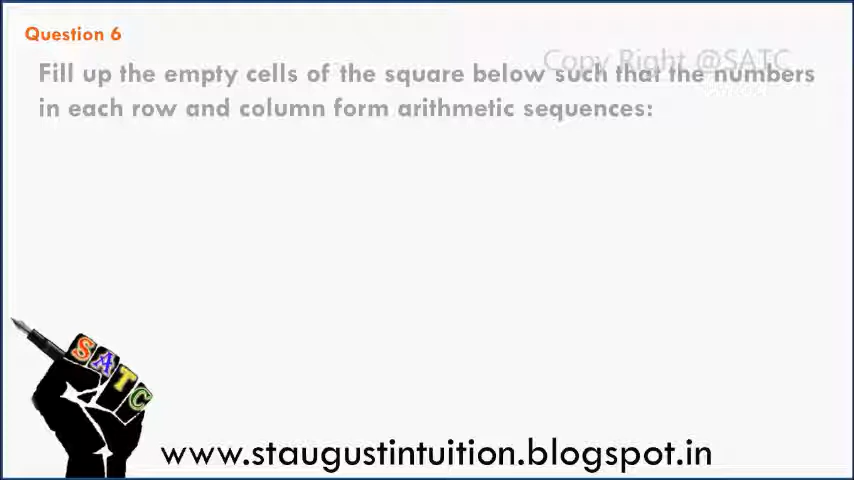 Question 6
Copy Right @SATC
Fill up the empty cells of the square below such that the numbers
in each row and column form arithmetic sequences:
SATC
www.staugustintuition.blogspot.in